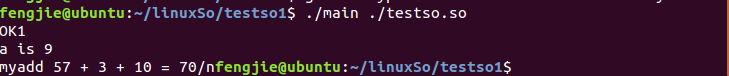 fengjie@ubuntu:~/linuxSo/testso1$ ./main ./testso.so
OK1
a is 9
myadd 57 + 3 + 10 = 70/nfengjie@ubuntu:~/linuxSo/testso1$